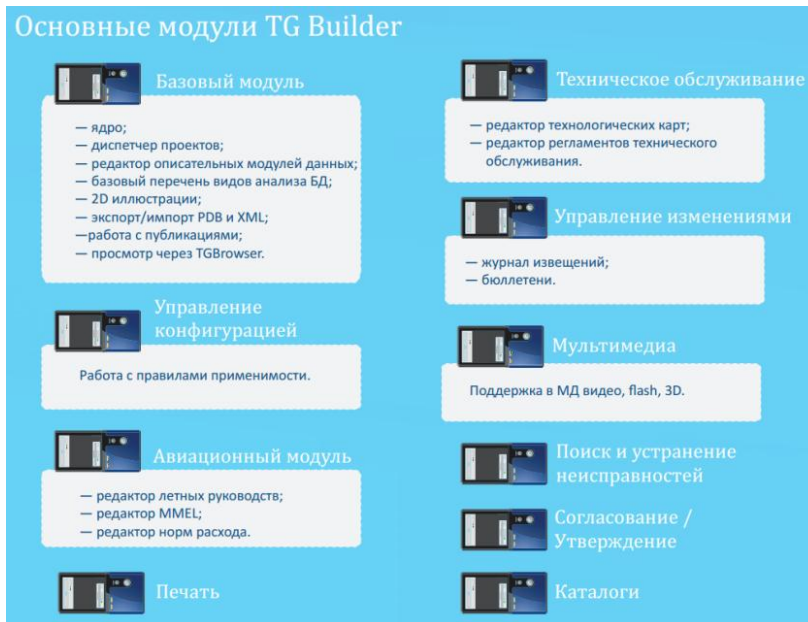 Основные модули TG Builder
Базовый модуль
— ядро;
— диспетчер проектов;
— редактор описательных модулей данных;
— базовый перечень видов анализа БД;
— 2D иллюстрации;
— экспорт/импорт PDB и XML;
—работа с публикациями;
— просмотр через TGBrowser.
Управление
конфигурацией
Работа с правилами применимости.
Авиационный модуль
— редактор летных руководств;
— редактор MMEL;
— редактор норм расхода.
Печать
Техническое обслуживание
— редактор технологических карт;
— редактор регламентов технического
обслуживания.
Управление изменениями
— журнал извещений;
— бюллетени.
Мультимедиа
Поддержка в МД видео, flash, 3D.
Поиск и устранение
неисправностей
Согласование /
Утверждение
Каталоги